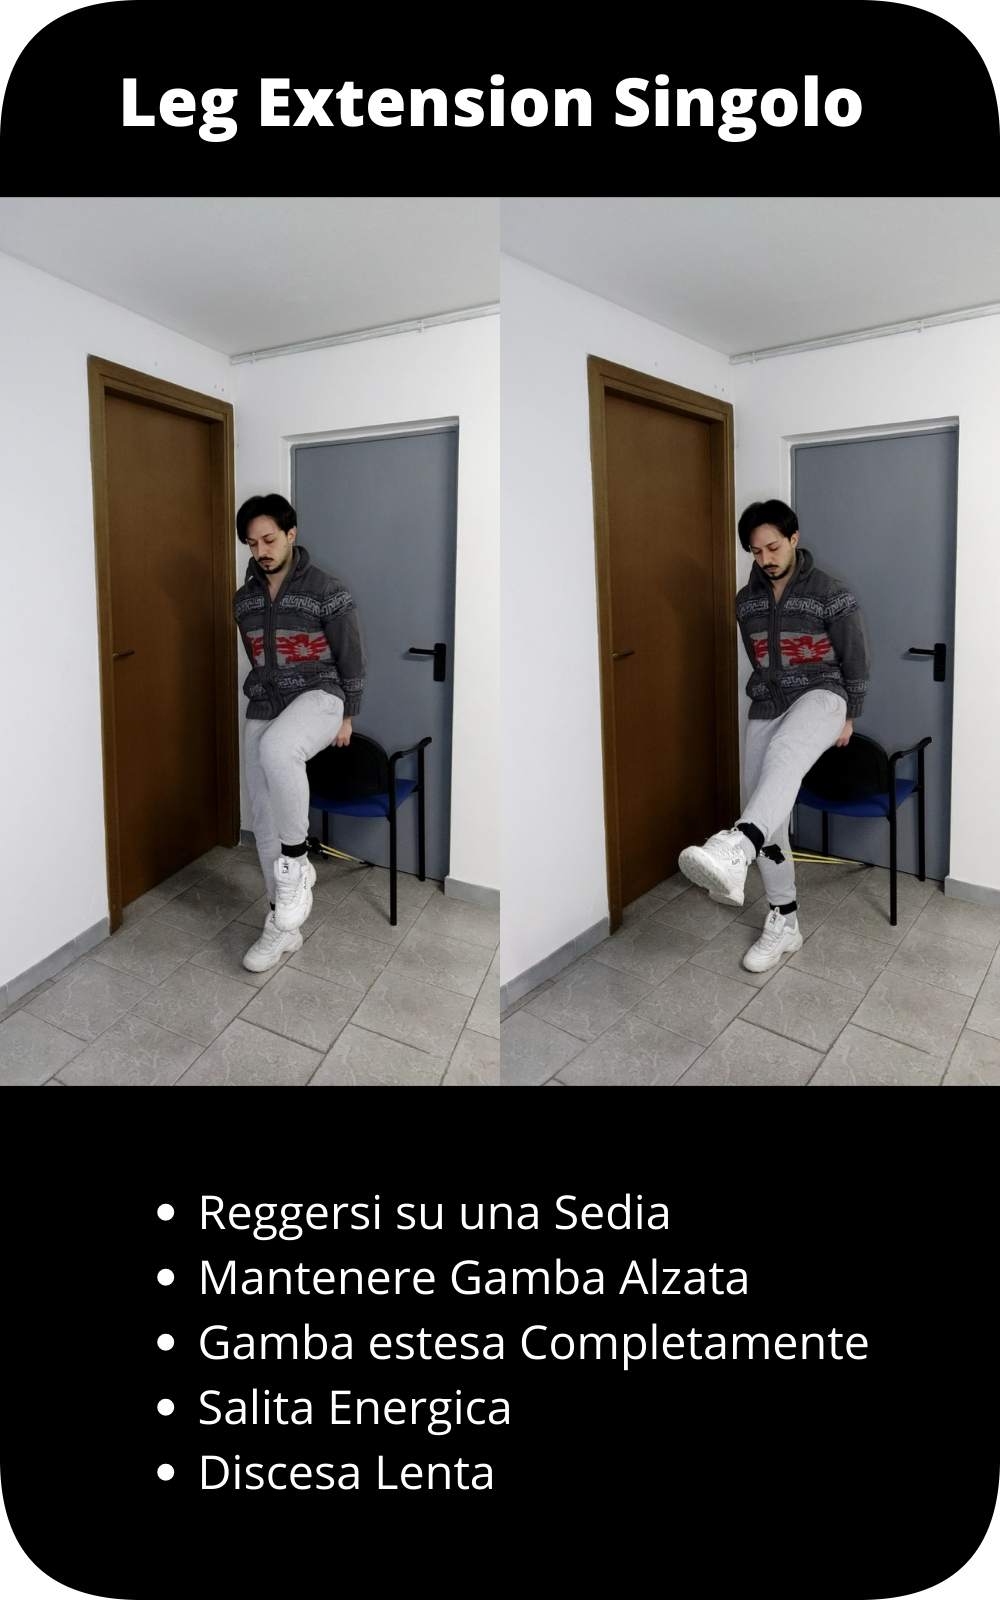 Leg Extension Singolo
Reggersi su una Sedia
Mantenere Gamba Alzata
Gamba estesa Completamente
Salita Energica
Discesa Lenta